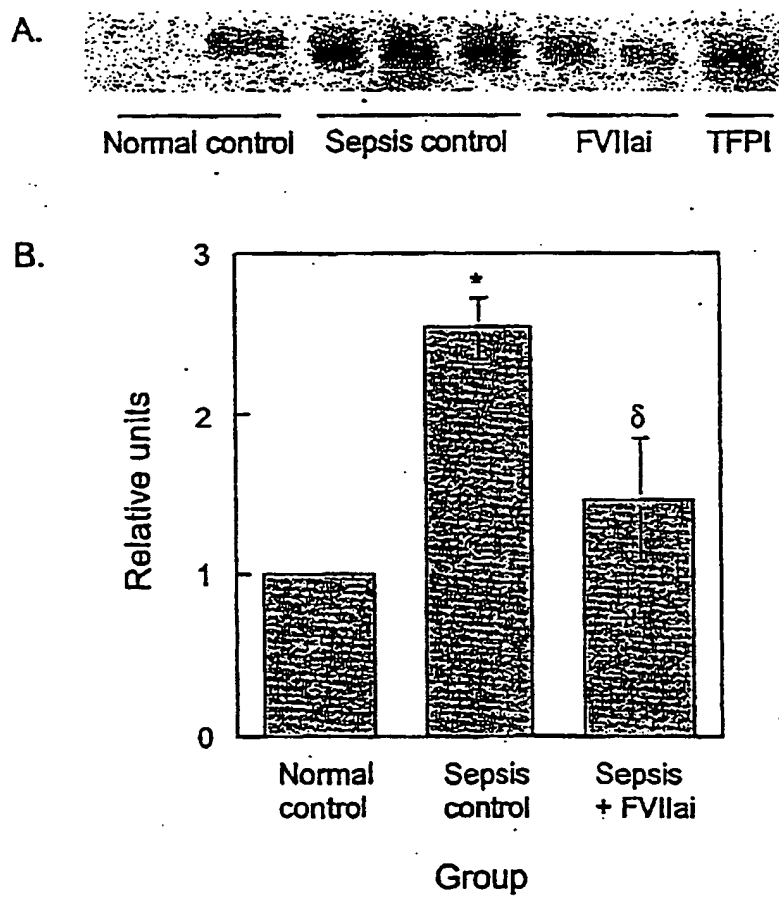 A.
Normal control Sepsis control FVIIai TFPI
B.
3
*
δ
2
1
0
Relative units
Normal control
Sepsis control
Sepsis + FVIIai
Group